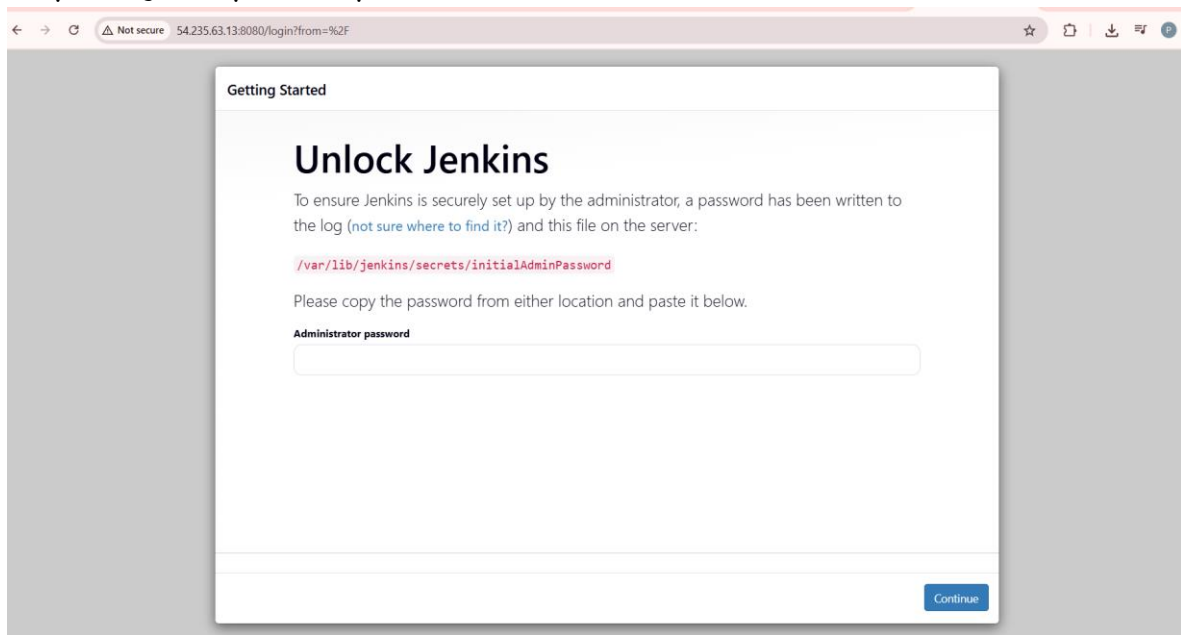 Not secure 54.235.63.13:8080/login?from=%2F
P
Getting Started
Unlock Jenkins
To ensure Jenkins is securely set up by the administrator, a password has been written to
the log (not sure where to find it?) and this file on the server:
/var/lib/jenkins/secrets/initialAdminPassword
Please copy the password from either location and paste it below.
Administrator password
Continue